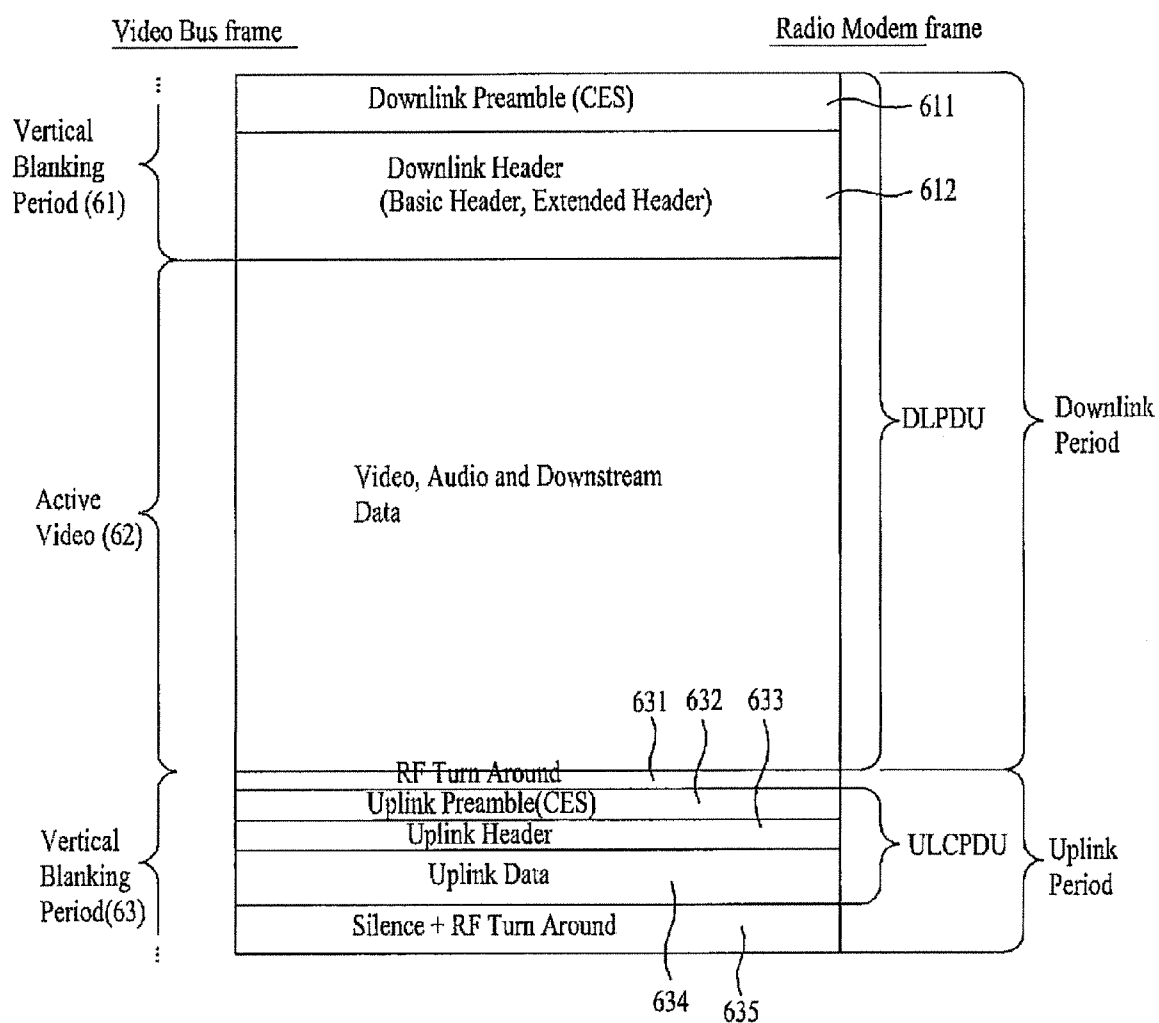 Video Bus frame
Radio Modem frame
⋮
Downlink Preamble (CES)
611
Vertical
Blanking
Period (61)
Downlink Header
(Basic Header, Extended Header)
612
DLPDU
Downlink
Period
Active
Video (62)
Video, Audio and Downstream
Data
631
632
633
RF Turn Around
Uplink Preamble(CES)
Uplink Header
Uplink Data
Silence + RF Turn Around
Vertical
Blanking
Period(63)
⋮
ULCPDU
Uplink
Period
634
635